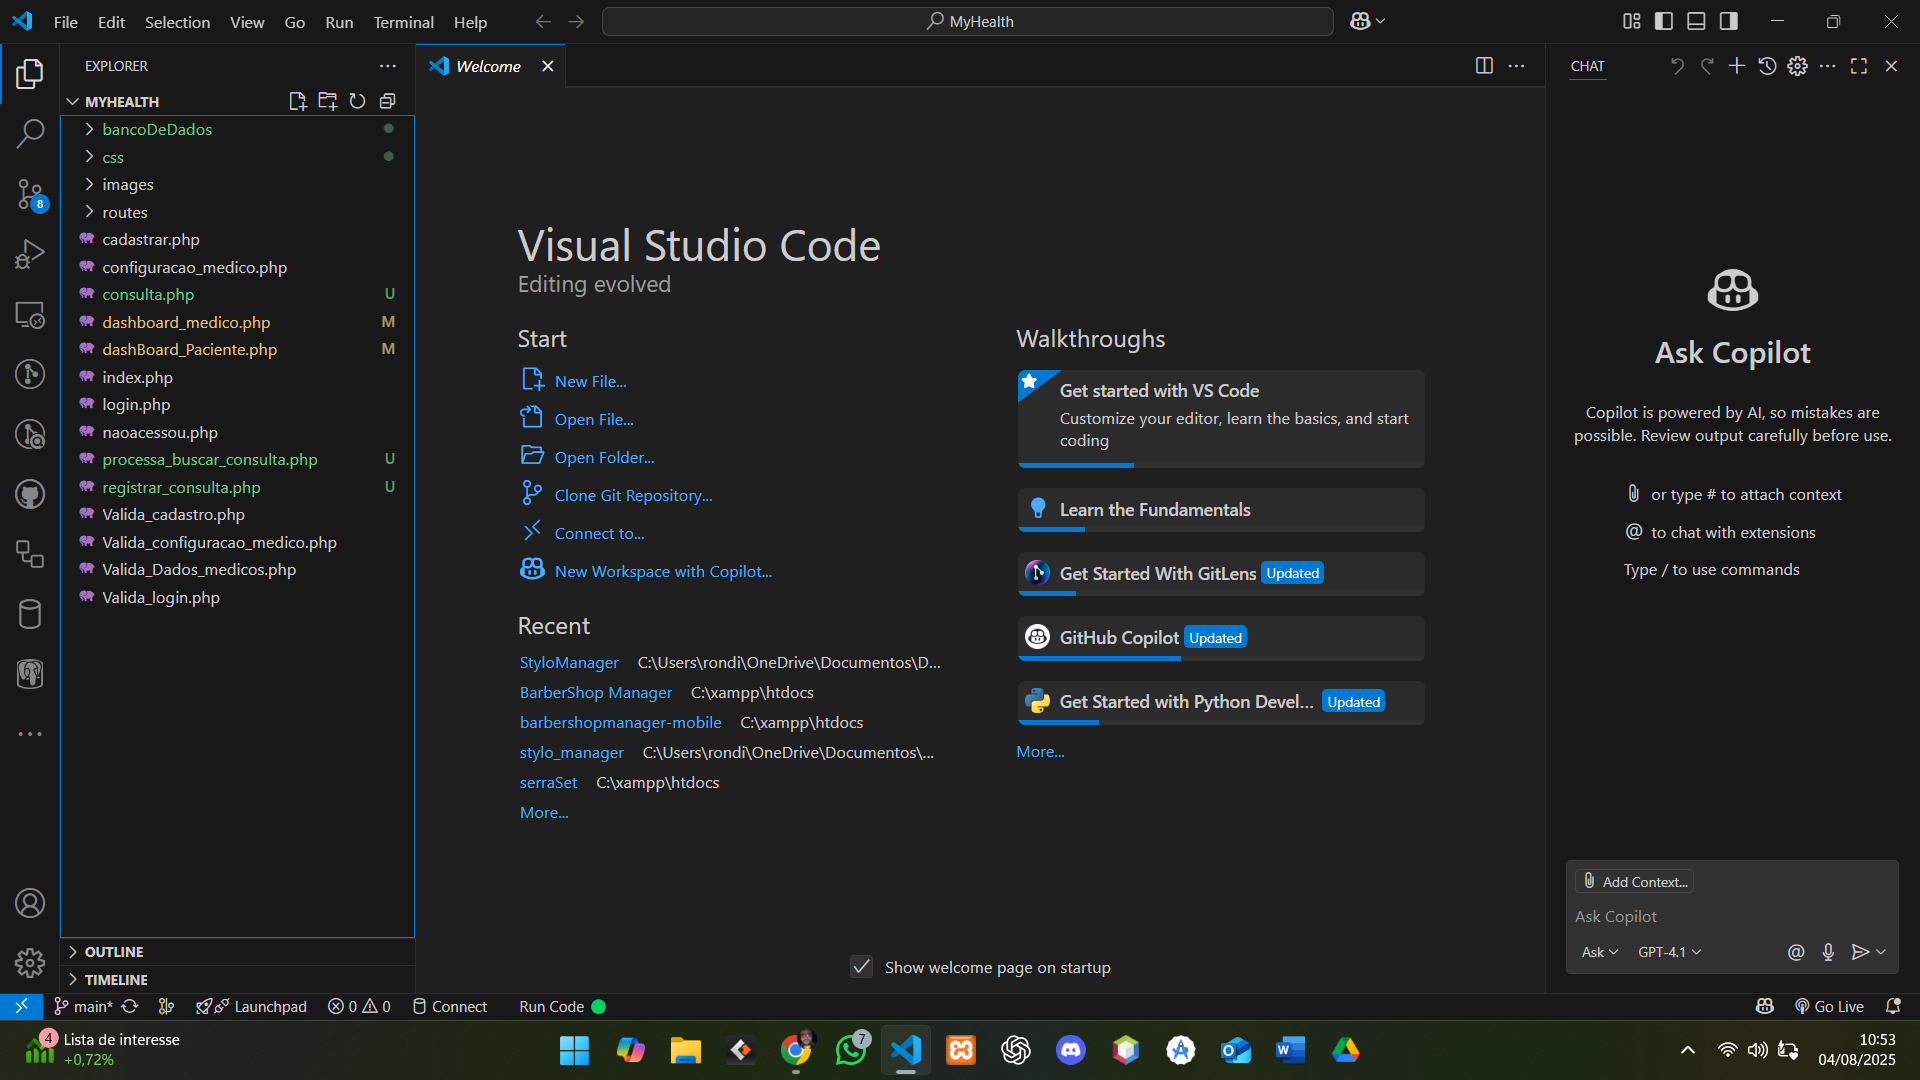 File Edit Selection View Go Run Terminal Help
MyHealth
EXPLORER
MYHEALTH
bancoDeDados
css
images
routes
cadastrar.php
configuracao_medico.php
consulta.php U
dashboard_medico.php M
dashBoard_Paciente.php M
index.php
login.php
naoacessou.php
processa_buscar_consulta.php U
registrar_consulta.php U
Valida_cadastro.php
Valida_configuracao_medico.php
Valida_Dados_medicos.php
Valida_login.php
OUTLINE
TIMELINE
8
Welcome
Visual Studio Code
Editing evolved
Start
New File...
Open File...
Open Folder...
Clone Git Repository...
Connect to...
New Workspace with Copilot...
Recent
StyloManager C:\Users\rondi\OneDrive\Documentos\D...
BarberShop Manager C:\xampp\htdocs
barbershopmanager-mobile C:\xampp\htdocs
stylo_manager C:\Users\rondi\OneDrive\Documentos\...
serraSet C:\xampp\htdocs
More...
Walkthroughs
Get started with VS Code
Customize your editor, learn the basics, and start
coding
Learn the Fundamentals
Get Started With GitLens Updated
GitHub Copilot Updated
Get Started with Python Devel... Updated
More...
Show welcome page on startup
CHAT
Ask Copilot
Copilot is powered by AI, so mistakes are
possible. Review output carefully before use.
or type # to attach context
@ to chat with extensions
Type / to use commands
Add Context...
Ask Copilot
Ask GPT-4.1 @
main* Launchpad 0 0 Connect Run Code Go Live
4 Lista de interesse
+0,72%
7
10:53
04/08/2025